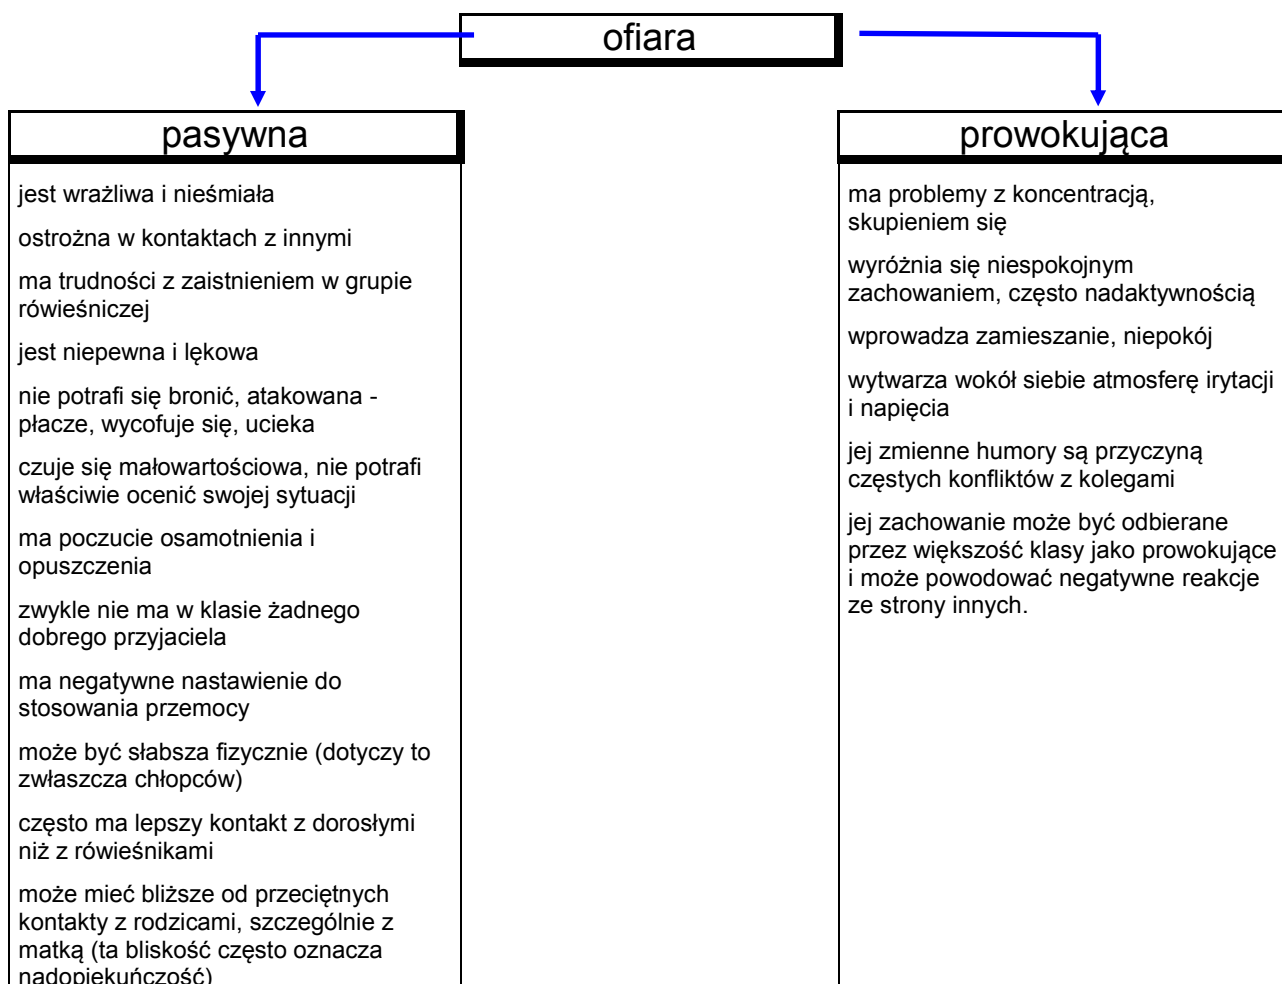 ofiara
pasywna
jest wrażliwa i nieśmiała
ostrożna w kontaktach z innymi
ma trudności z zaistnieniem w grupie
rówieśniczej
jest niepewna i lękowa
nie potrafi się bronić, atakowana -
płacze, wycofuje się, ucieka
czuje się małowartościowa, nie potrafi
właściwie ocenić swojej sytuacji
ma poczucie osamotnienia i
opuszczenia
zwykle nie ma w klasie żadnego
dobrego przyjaciela
ma negatywne nastawienie do
stosowania przemocy
może być słabsza fizycznie (dotyczy to
zwłaszcza chłopców)
często ma lepszy kontakt z dorosłymi
niż z rówieśnikami
może mieć bliższe od przeciętnych
kontakty z rodzicami, szczególnie z
matką (ta bliskość często oznacza
nadopiekuńczość)
prowokująca
ma problemy z koncentracją,
skupieniem się
wyróżnia się niespokojnym
zachowaniem, często nadaktywnością
wprowadza zamieszanie, niepokój
wytwarza wokół siebie atmosferę irytacji
i napięcia
jej zmienne humory są przyczyną
częstych konfliktów z kolegami
jej zachowanie może być odbierane
przez większość klasy jako prowokujące
i może powodować negatywne reakcje
ze strony innych.